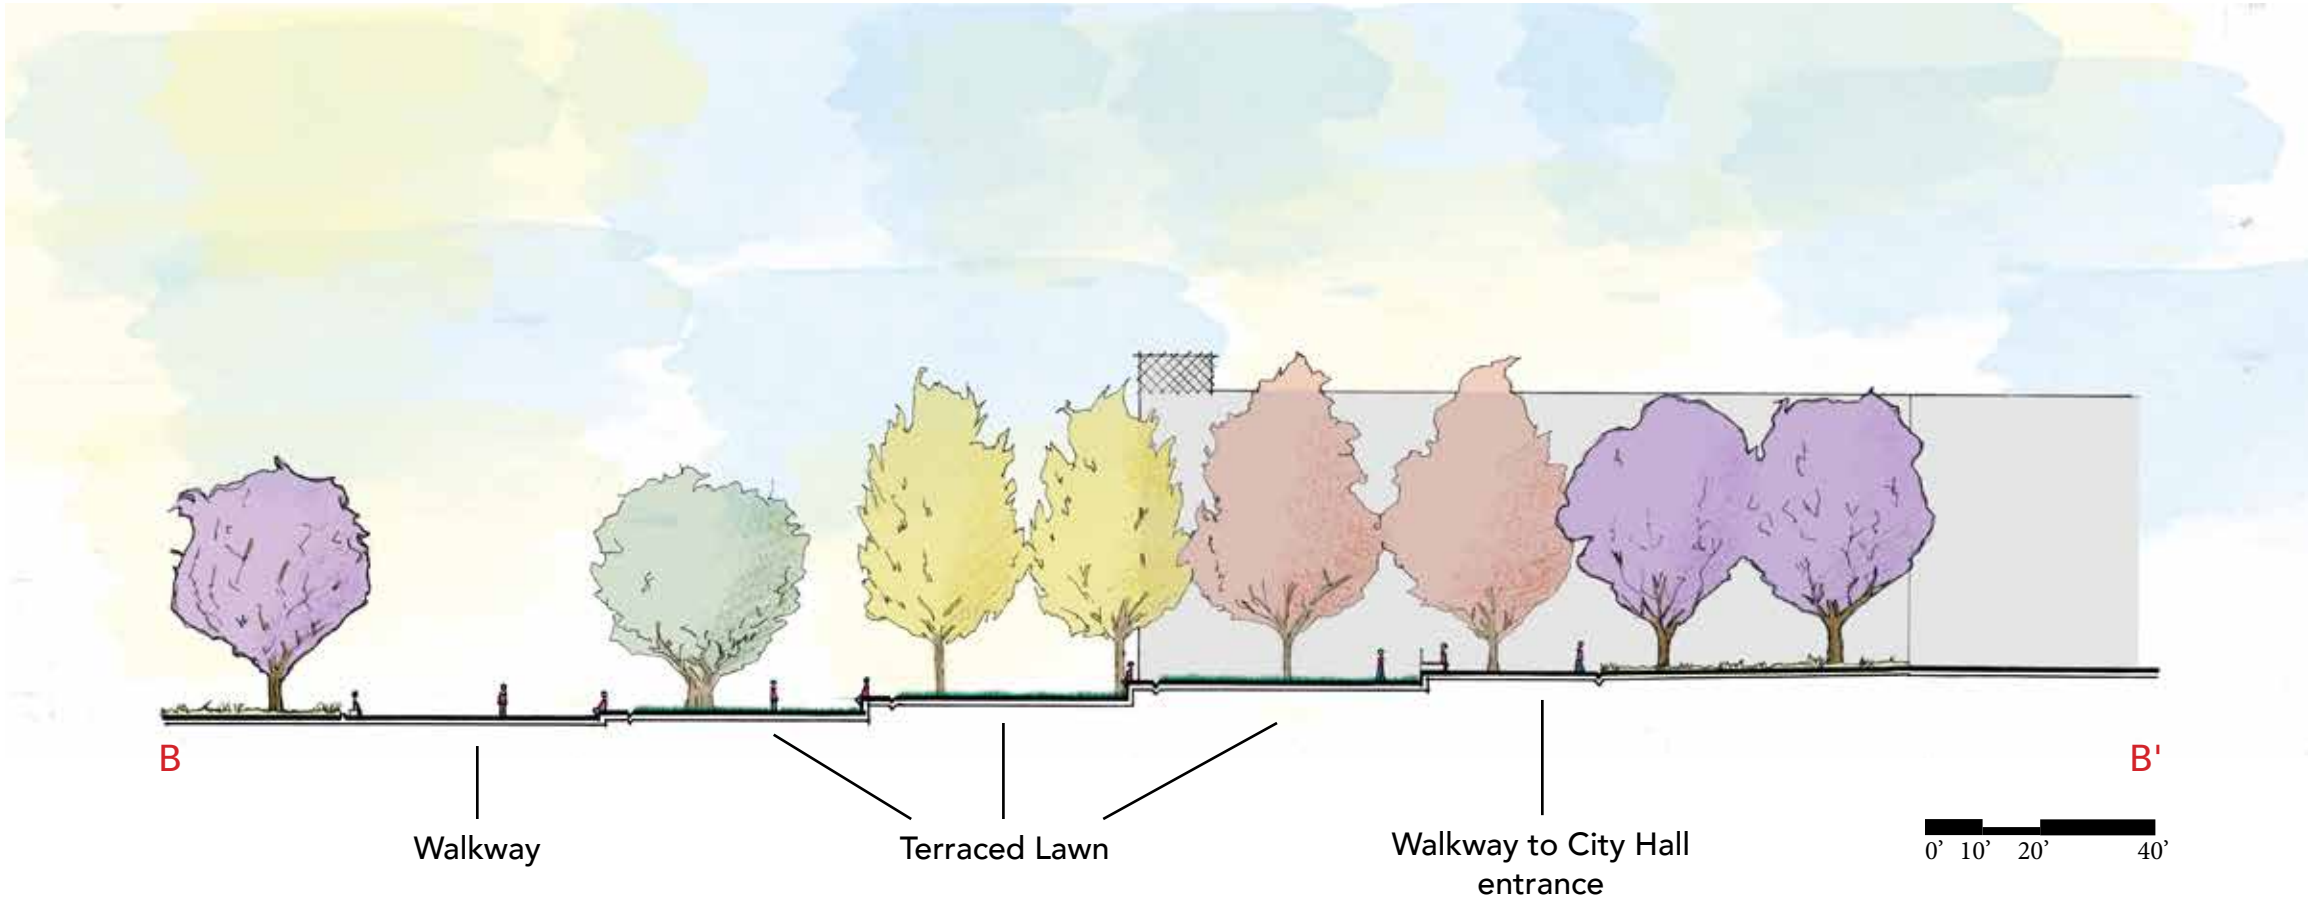 B
B'
Walkway
Terraced Lawn
Walkway to City Hall
entrance
0’ 10’ 20’ 40’